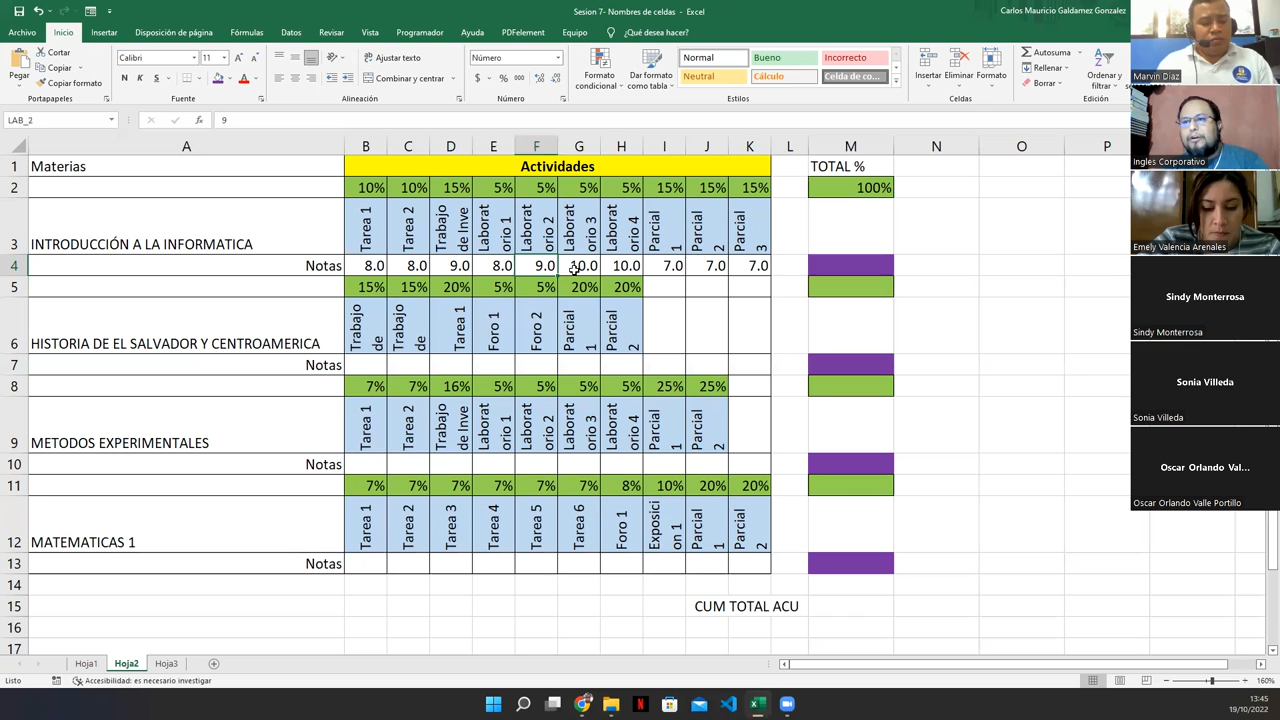 Sesion 7- Nombres de celdas - Excel
Carlos Mauricio Galdamez Gonzalez
Archivo Inicio Insertar Disposición de página Fórmulas Datos Revisar Vista Programador Ayuda PDFelement Equipo ¿Qué desea hacer?
Pegar
Cortar
Copiar
Copiar formato
Portapapeles
Calibri 11
N K S
Fuente
Ajustar texto
Combinar y centrar
Alineación
Número
$ % 000
Número
Formato condicional
Dar formato como tabla
Normal Bueno Incorrecto
Neutral Cálculo Celda de co...
Estilos
Insertar Eliminar Formato
Celdas
Autosuma
Rellenar
Borrar
Ordenar y filtrar
Edición
LAB_2 fx 9
A B C D E F G H I J K L M N O P
1 Materias Actividades TOTAL %
2 10% 10% 15% 5% 5% 5% 5% 15% 15% 15% 100%
3 INTRODUCCIÓN A LA INFORMATICA Tarea 1 Tarea 2 Trabajo de Inve Laborat orio 1 Laborat orio 2 Laborat orio 3 Laborat orio 4 Parcial 1 Parcial 2 Parcial 3
4 Notas 8.0 8.0 9.0 8.0 9.0 10.0 10.0 7.0 7.0 7.0
5 15% 15% 20% 5% 5% 20% 20%
6 HISTORIA DE EL SALVADOR Y CENTROAMERICA Trabajo de Trabajo de Tarea 1 Foro 1 Foro 2 Parcial 1 Parcial 2
7 Notas
8 7% 7% 16% 5% 5% 5% 5% 25% 25%
9 METODOS EXPERIMENTALES Tarea 1 Tarea 2 Trabajo de Inve Laborat orio 1 Laborat orio 2 Laborat orio 3 Laborat orio 4 Parcial 1 Parcial 2
10 Notas
11 7% 7% 7% 7% 7% 7% 8% 10% 20% 20%
12 MATEMATICAS 1 Tarea 1 Tarea 2 Tarea 3 Tarea 4 Tarea 5 Tarea 6 Foro 1 Exposici on 1 Parcial 1 Parcial 2
13 Notas
14
15 CUM TOTAL ACU
16
17
Hoja1 Hoja2 Hoja3
Listo Accesibilidad: es necesario investigar 160%
13:45
19/10/2022
Marvin Diaz
Ingles Corporativo
Emely Valencia Arenales
Sindy Monterrosa
Sindy Monterrosa
Sonia Villeda
Sonia Villeda
Oscar Orlando Val...
Oscar Orlando Valle Portillo